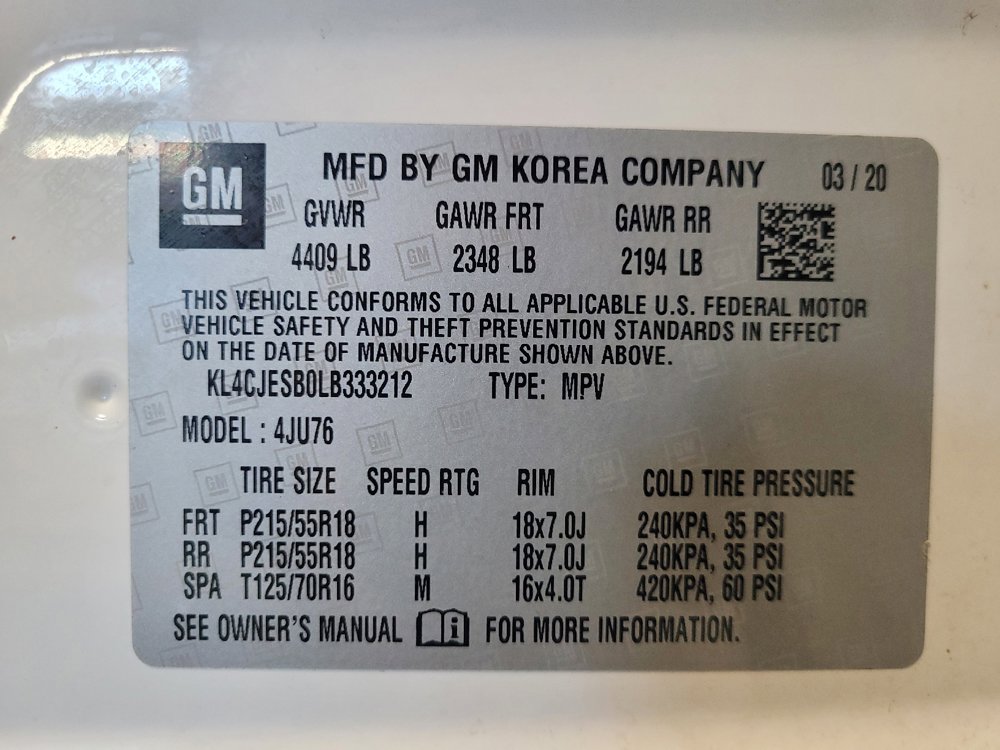 GM
MFD BY GM KOREA COMPANY 03 / 20
GVWR GAWR FRT GAWR RR
4409 LB 2348 LB 2194 LB
THIS VEHICLE CONFORMS TO ALL APPLICABLE U.S. FEDERAL MOTOR
VEHICLE SAFETY AND THEFT PREVENTION STANDARDS IN EFFECT
ON THE DATE OF MANUFACTURE SHOWN ABOVE.
KL4CJESB0LB333212 TYPE: MPV
MODEL : 4JU76
TIRE SIZE SPEED RTG RIM COLD TIRE PRESSURE
FRT P215/55R18 H 18x7.0J 240KPA, 35 PSI
RR P215/55R18 H 18x7.0J 240KPA, 35 PSI
SPA T125/70R16 M 16x4.0T 420KPA, 60 PSI
SEE OWNER'S MANUAL i FOR MORE INFORMATION.